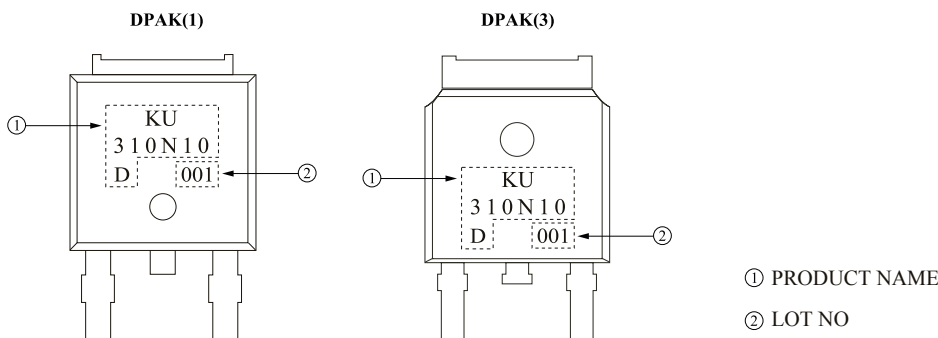 DPAK(1)
KU
310N10
D 001
① ②
DPAK(3)
KU
310N10
D 001
① ②
① PRODUCT NAME
② LOT NO